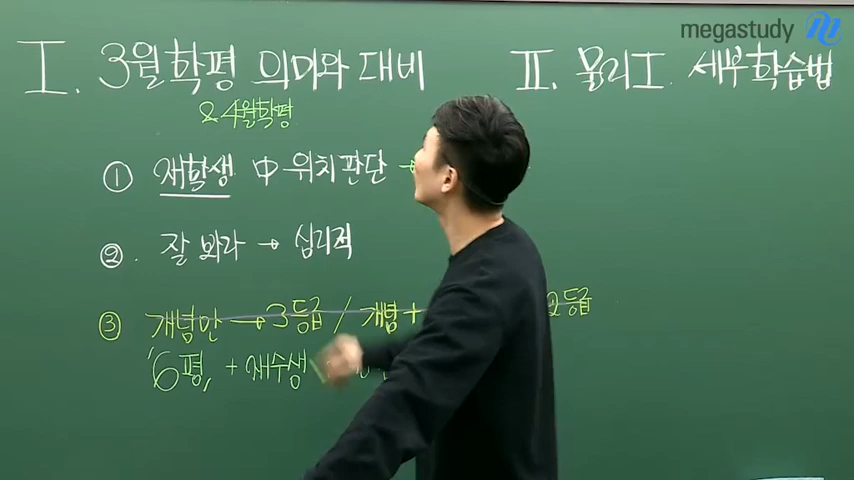 megastudy
I. 3월학평 의미와 대비
& 4월학평
① 재학생 中 위치판단 →
②. 잘 봐라 → 심리적
③ 개념만 → 3등급 / 개념 + 2등급
'6평, + 재수생
II. 물리I 세부학습법